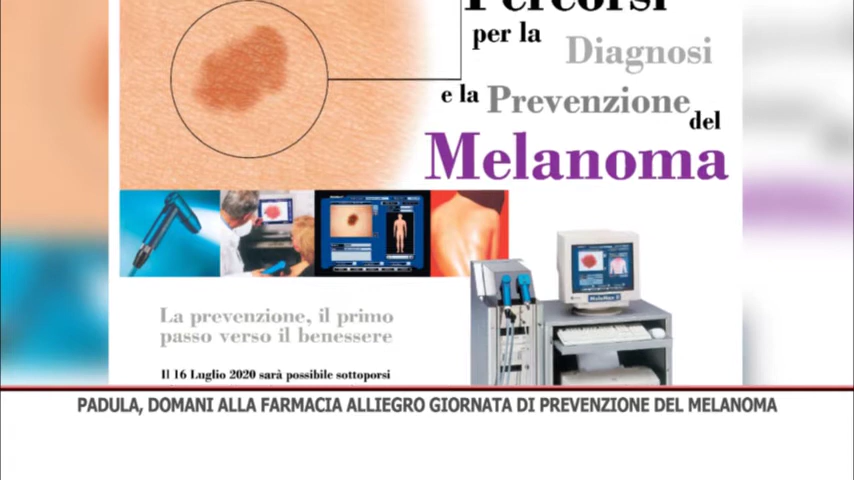 Percorsi
per la
Diagnosi
e la Prevenzione
del
Melanoma
La prevenzione, il primo
passo verso il benessere
Il 16 Luglio 2020 sarà possibile sottoporsi
PADULA, DOMANI ALLA FARMACIA ALLIEGRO GIORNATA DI PREVENZIONE DEL MELANOMA